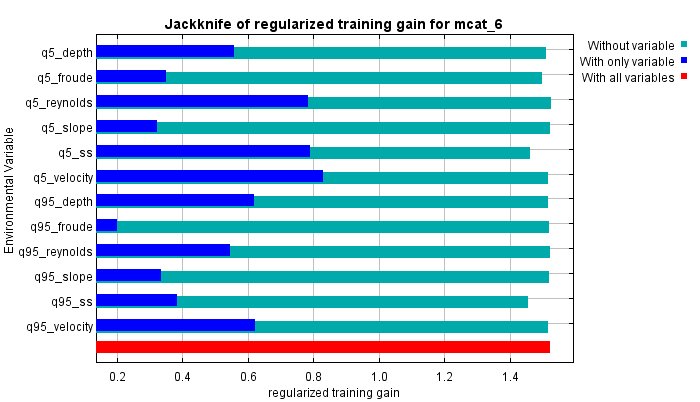 Jackknife of regularized training gain for mcat_6
Without variable
With only variable
With all variables
Environmental Variable
q5_depth
q5_froude
q5_reynolds
q5_slope
q5_ss
q5_velocity
q95_depth
q95_froude
q95_reynolds
q95_slope
q95_ss
q95_velocity
0.2 0.4 0.6 0.8 1.0 1.2 1.4
regularized training gain